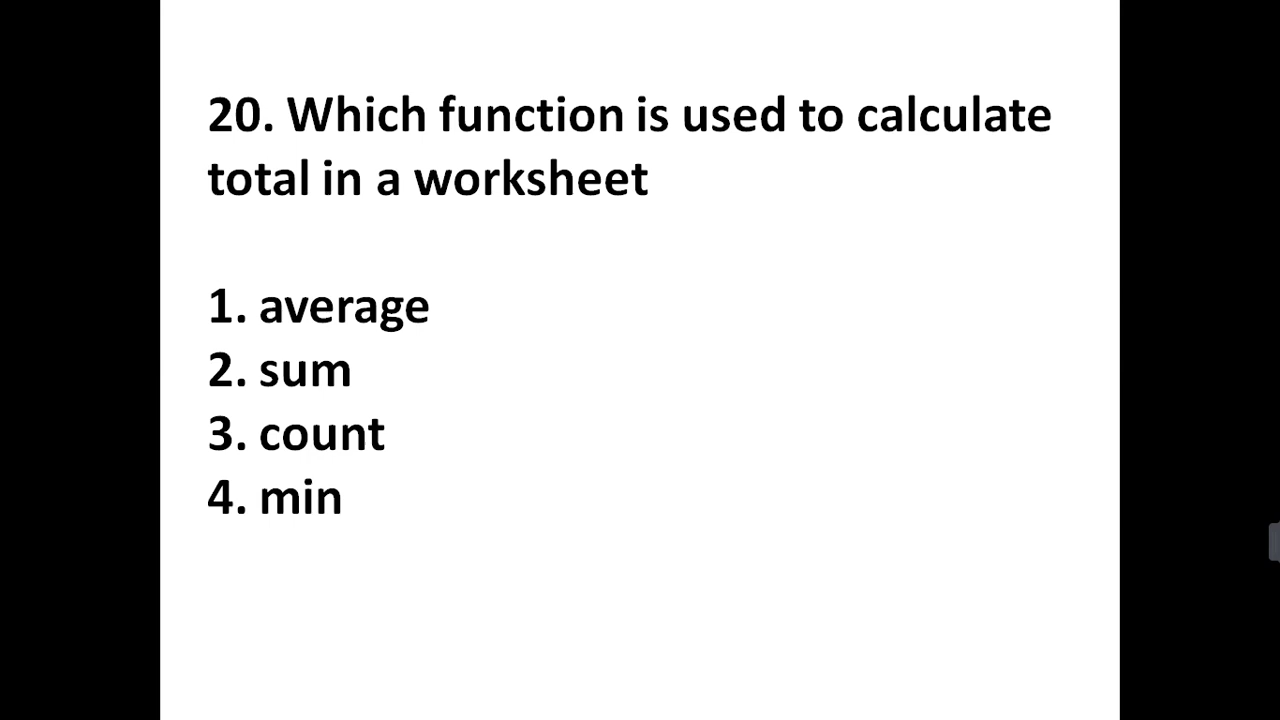 20. Which function is used to calculate
total in a worksheet
1. average
2. sum
3. count
4. min